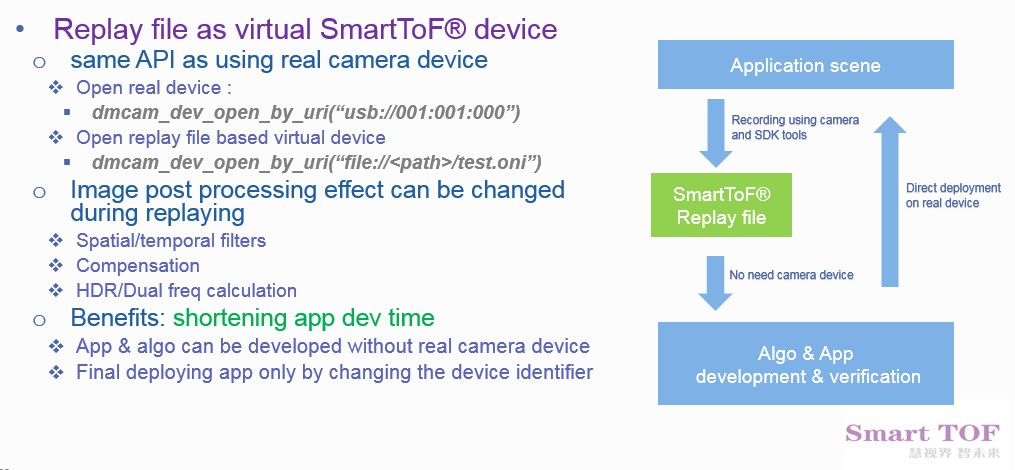 • Replay file as virtual SmartToF® device
o same API as using real camera device
❖ Open real device :
▪ dmcam_dev_open_by_uri(“usb://001:001:000”)
❖ Open replay file based virtual device
▪ dmcam_dev_open_by_uri(“file://<path>/test.oni”)
o Image post processing effect can be changed
during replaying
❖ Spatial/temporal filters
❖ Compensation
❖ HDR/Dual freq calculation
o Benefits: shortening app dev time
❖ App & algo can be developed without real camera device
❖ Final deploying app only by changing the device identifier
Application scene
Recording using camera
and SDK tools
SmartToF®
Replay file
Direct deployment
on real device
No need camera device
Algo & App
development & verification
Smart TOF
慧视界 智未来